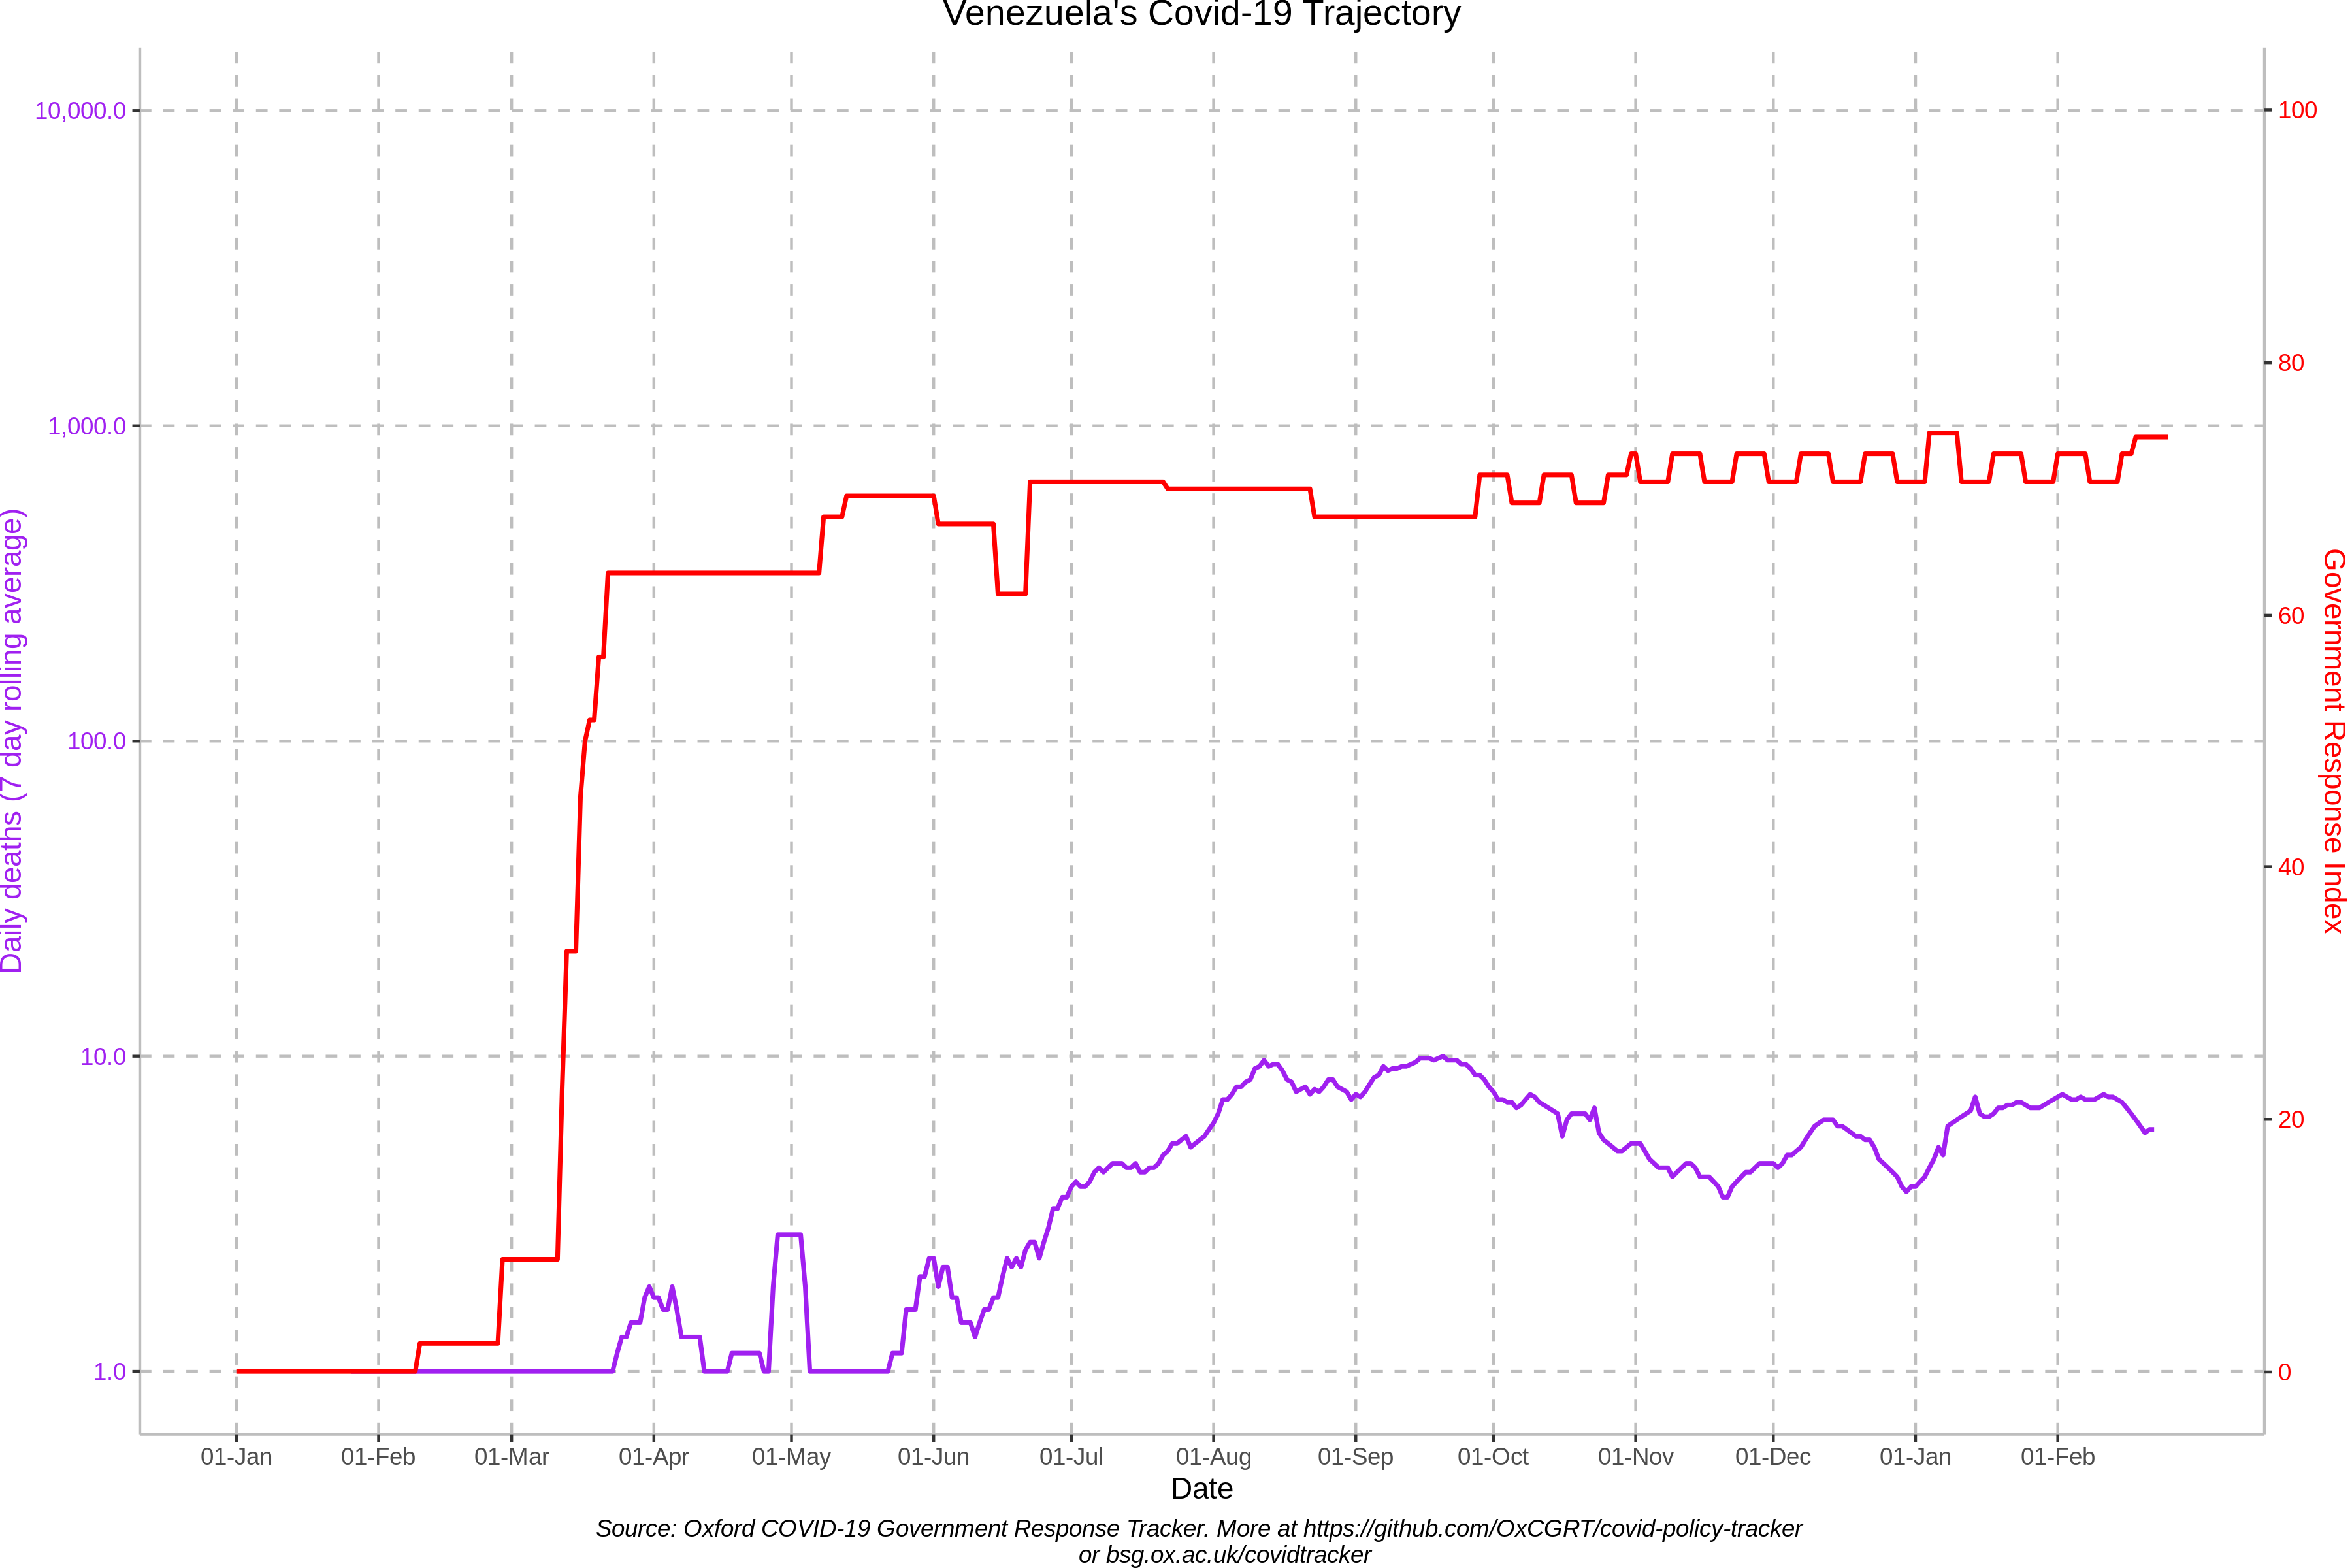 Venezuela's Covid-19 Trajectory
10,000.0
1,000.0
100.0
10.0
1.0
Daily deaths (7 day rolling average)
100
80
60
40
20
0
Government Response Index
01-Jan 01-Feb 01-Mar 01-Apr 01-May 01-Jun 01-Jul 01-Aug 01-Sep 01-Oct 01-Nov 01-Dec 01-Jan 01-Feb
Date
Source: Oxford COVID-19 Government Response Tracker. More at https://github.com/OxCGRT/covid-policy-tracker
or bsg.ox.ac.uk/covidtracker